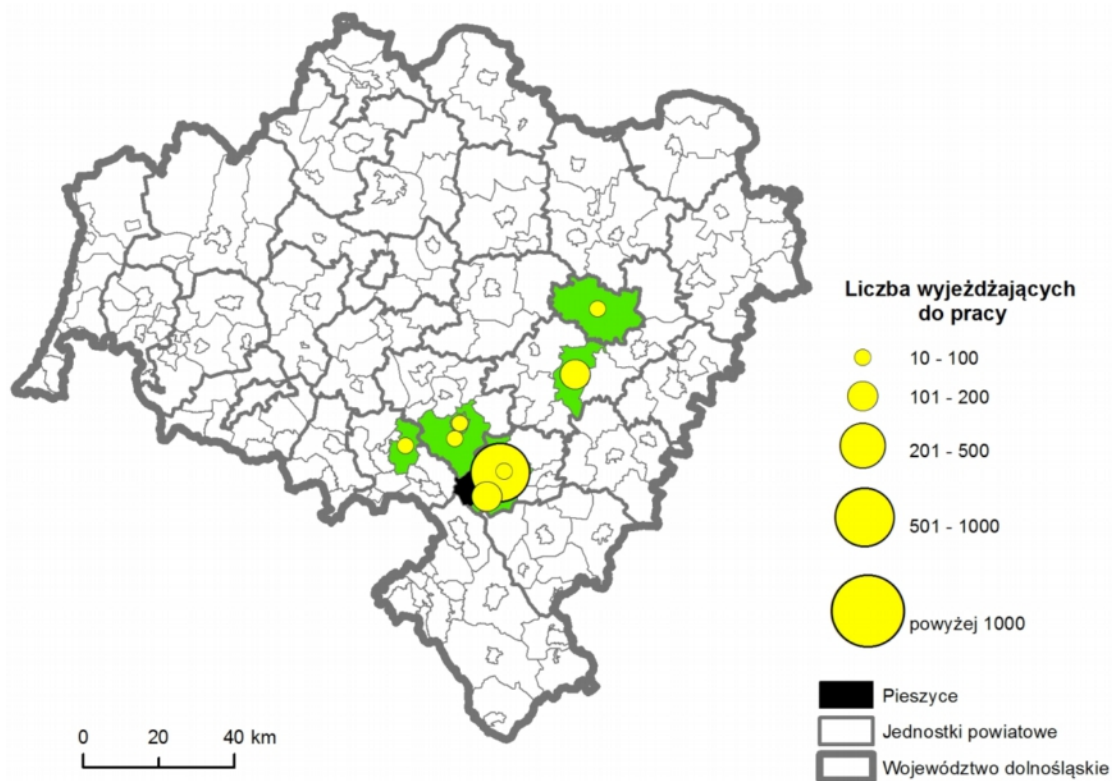 Liczba wyjeżdżających
do pracy
10 - 100
101 - 200
201 - 500
501 - 1000
powyżej 1000
Pieszyce
Jednostki powiatowe
Województwo dolnośląskie
0 20 40 km